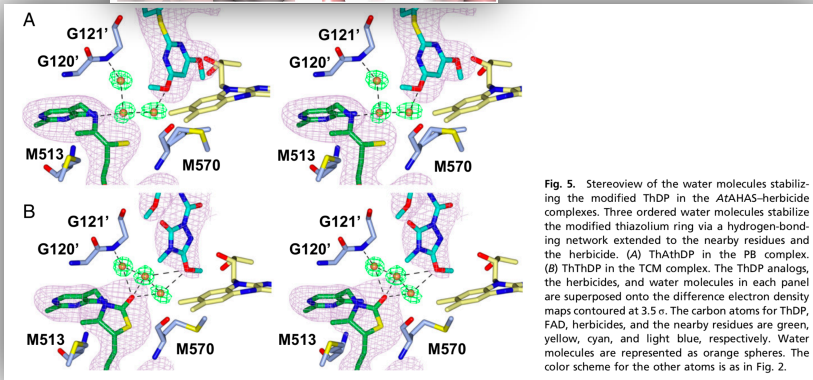 A
G121'
G120'
M513
M570
G121'
G120'
M513
M570
B
G121'
G120'
M513
M570
G121'
G120'
M513
M570
Fig. 5. Stereoview of the water molecules stabiliz-
ing the modified ThDP in the AtAHAS–herbicide
complexes. Three ordered water molecules stabilize
the modified thiazolium ring via a hydrogen-bond-
ing network extended to the nearby residues and
the herbicide. (A) ThAthDP in the PB complex.
(B) ThThDP in the TCM complex. The ThDP analogs,
the herbicides, and water molecules in each panel
are superposed onto the difference electron density
maps contoured at 3.5 σ. The carbon atoms for ThDP,
FAD, herbicides, and the nearby residues are green,
yellow, cyan, and light blue, respectively. Water
molecules are represented as orange spheres. The
color scheme for the other atoms is as in Fig. 2.